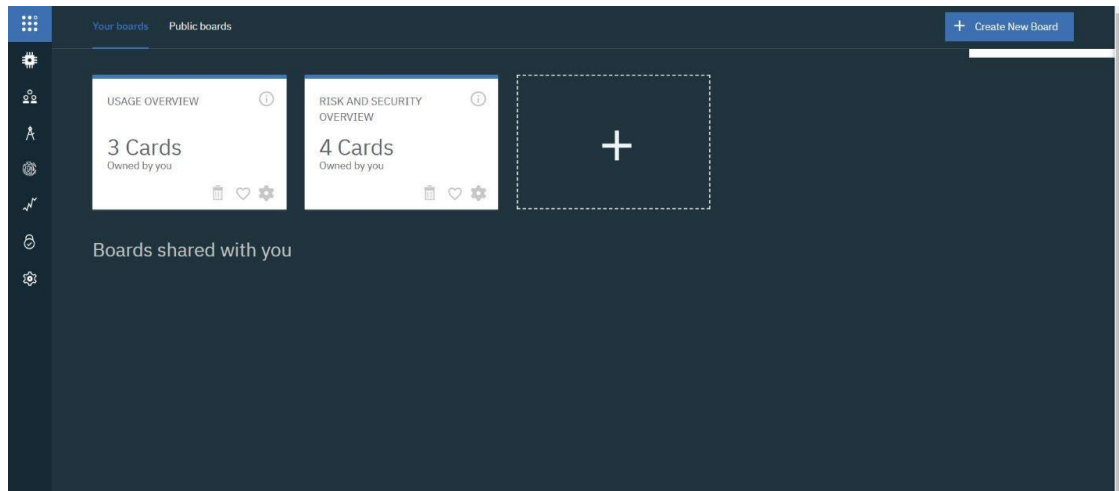 Your boards Public boards
+ Create New Board
USAGE OVERVIEW
3 Cards
Owned by you
RISK AND SECURITY
OVERVIEW
4 Cards
Owned by you
Boards shared with you